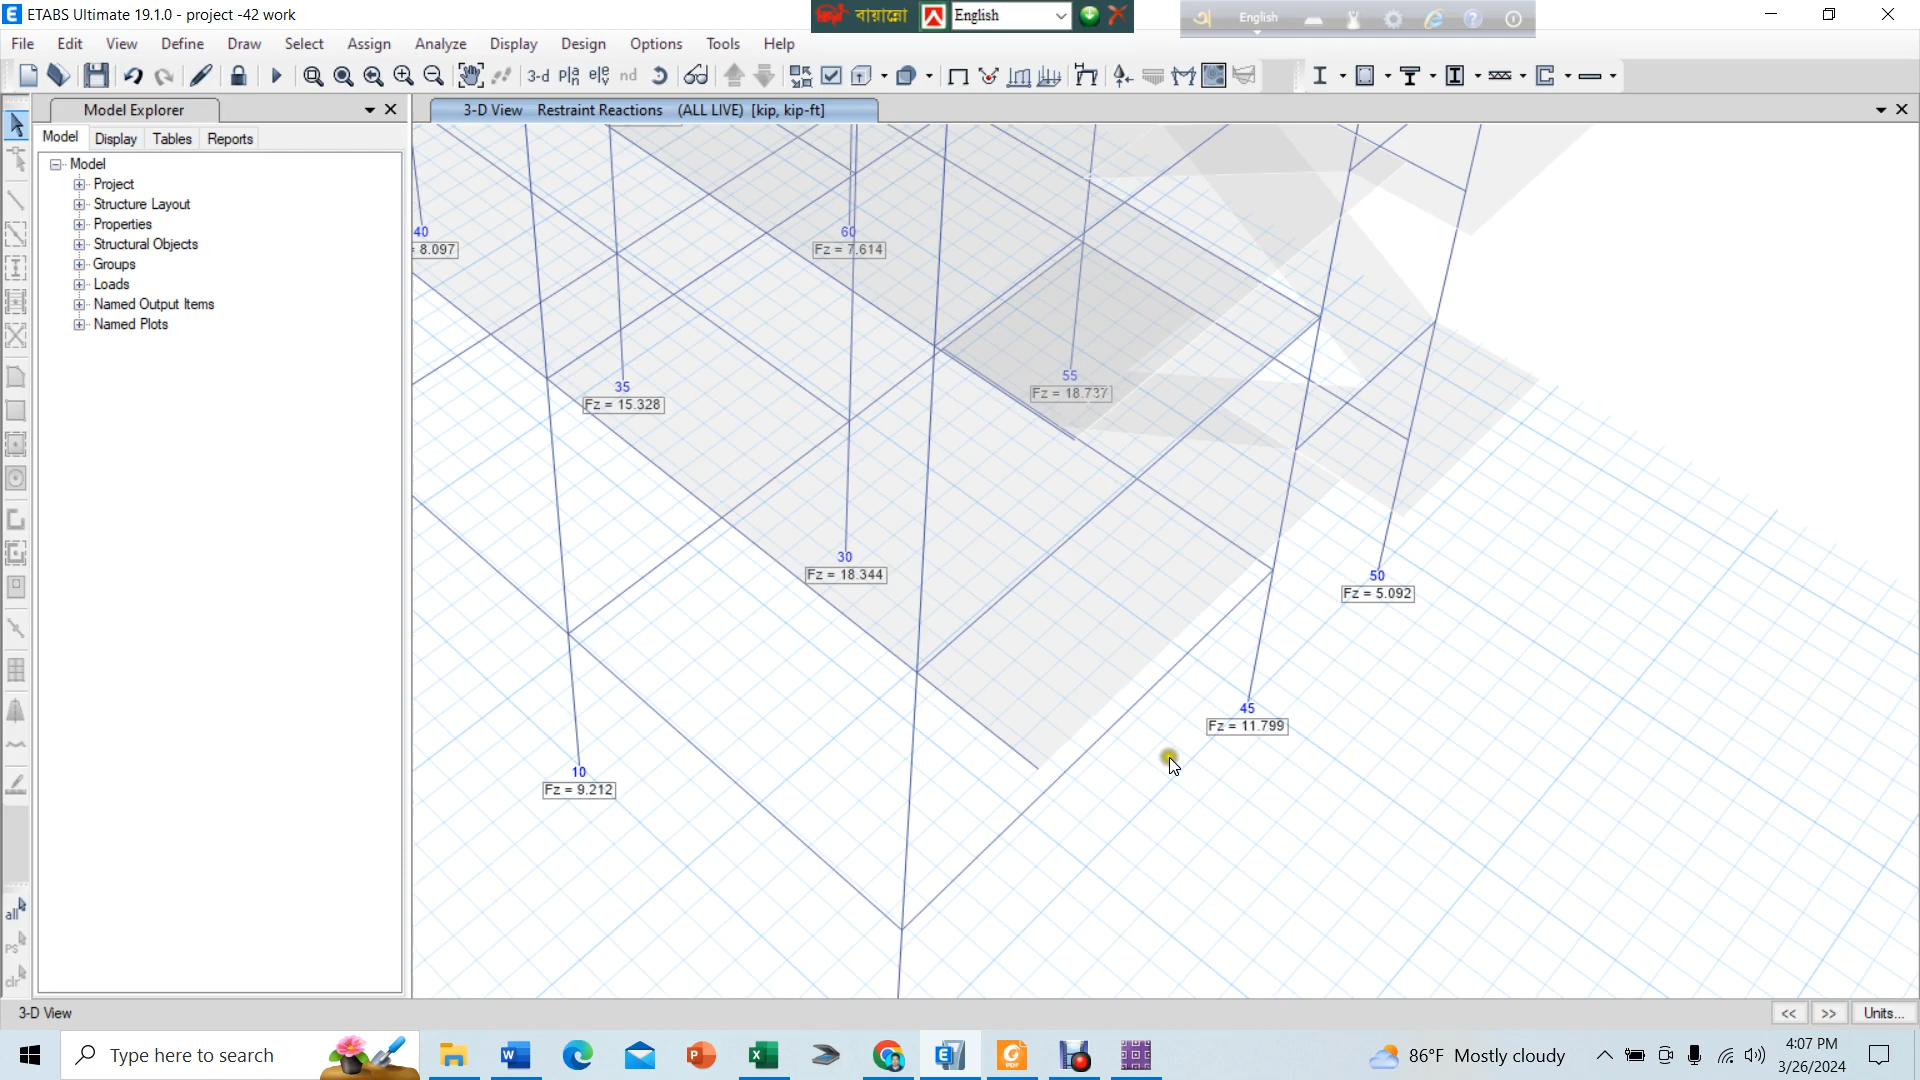 ETABS Ultimate 19.1.0 - project -42 work
বায়ান্নো
English
English
File Edit View Define Draw Select Assign Analyze Display Design Options Tools Help
3-d nd
Model Explorer
3-D View Restraint Reactions (ALL LIVE) [kip, kip-ft]
Model Display Tables Reports
Model
Project
Structure Layout
Properties
Structural Objects
Groups
Loads
Named Output Items
Named Plots
40
= 8.097
60
Fz = 7.614
35
Fz = 15.328
55
Fz = 18.737
30
Fz = 18.344
50
Fz = 5.092
45
Fz = 11.799
10
Fz = 9.212
all
ps
clr
3-D View
<< >> Units...
Type here to search
86°F Mostly cloudy
4:07 PM
3/26/2024